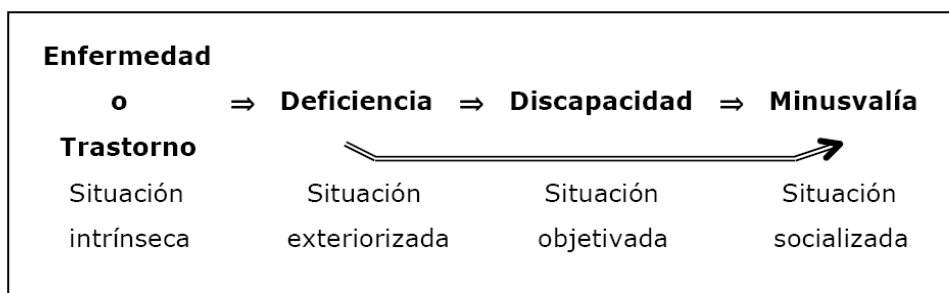 Enfermedad
o ⇒ Deficiencia ⇒ Discapacidad ⇒ Minusvalía
Trastorno
Situación Situación Situación Situación
intrínseca exteriorizada objetivada socializada